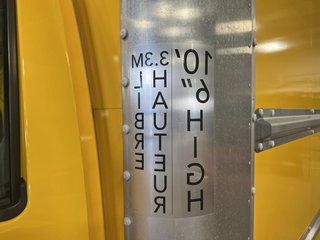 10'
6"
HIGH
3.3M
HAUTEUR
LIBRE